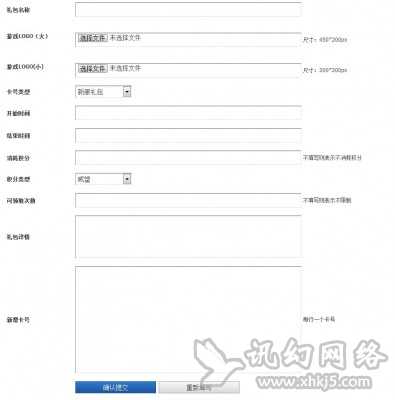 礼包名称
游戏LOGO（大） 选择文件 未选择文件 尺寸：450*200px
游戏LOGO(小) 选择文件 未选择文件 尺寸：200*200px
卡号类型 新服礼包
开始时间
结束时间
消耗积分 不填写则表示不消耗积分
积分类型 威望
可领取次数 不填写则表示不限制
礼包详情
新增卡号 每行一个卡号
确认提交 重新填写
讯幻网络
www.xhkj5.com